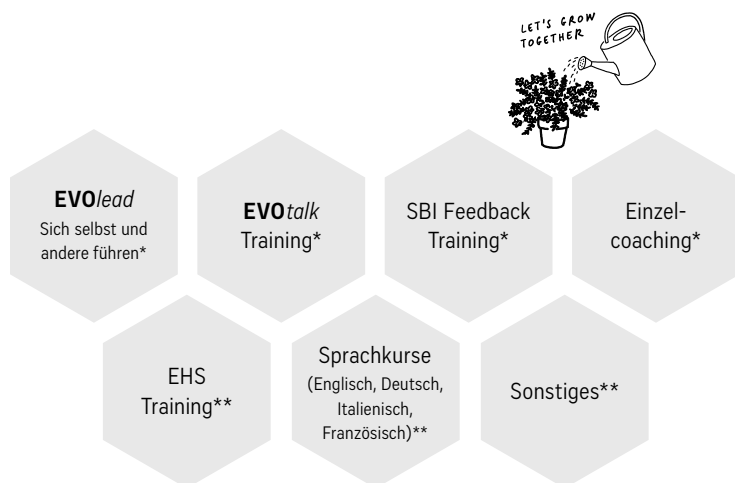 LET'S GROW
TOGETHER
EVOlead
Sich selbst und
andere führen*
EVOtalk
Training*
SBI Feedback
Training*
Einzel-
coaching*
EHS
Training**
Sprachkurse
(Englisch, Deutsch,
Italienisch,
Französisch)**
Sonstiges**